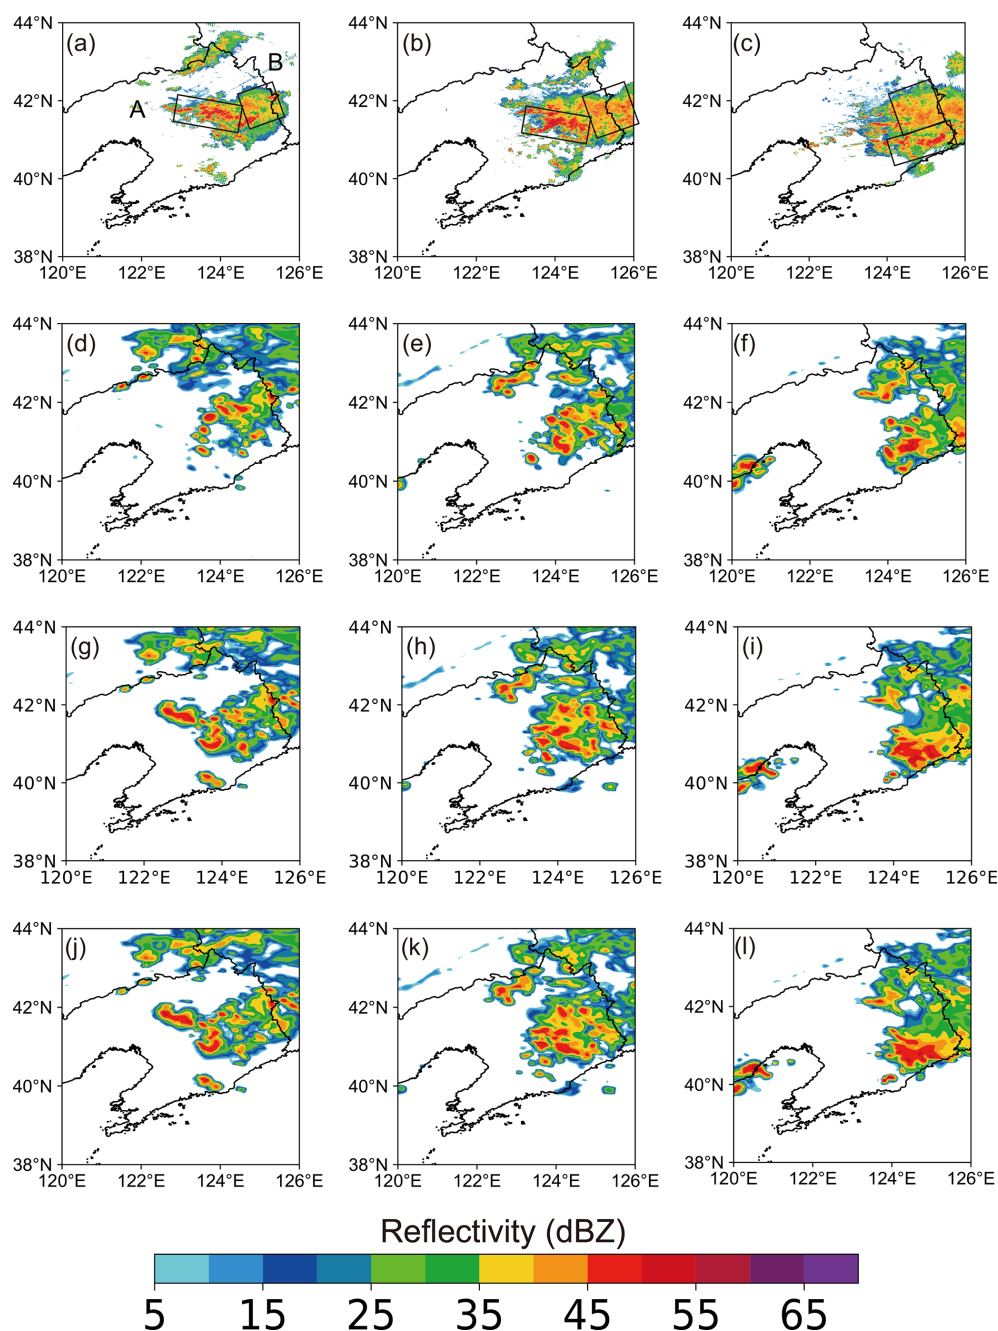 (a)
A
B
44°N
42°N
40°N
38°N
120°E
122°E
124°E
126°E
(b)
44°N
42°N
40°N
38°N
120°E
122°E
124°E
126°E
(c)
44°N
42°N
40°N
38°N
120°E
122°E
124°E
126°E
(d)
44°N
42°N
40°N
38°N
120°E
122°E
124°E
126°E
(e)
44°N
42°N
40°N
38°N
120°E
122°E
124°E
126°E
(f)
44°N
42°N
40°N
38°N
120°E
122°E
124°E
126°E
(g)
44°N
42°N
40°N
38°N
120°E
122°E
124°E
126°E
(h)
44°N
42°N
40°N
38°N
120°E
122°E
124°E
126°E
(i)
44°N
42°N
40°N
38°N
120°E
122°E
124°E
126°E
(j)
44°N
42°N
40°N
38°N
120°E
122°E
124°E
126°E
(k)
44°N
42°N
40°N
38°N
120°E
122°E
124°E
126°E
(l)
44°N
42°N
40°N
38°N
120°E
122°E
124°E
126°E
Reflectivity (dBZ)
5 15 25 35 45 55 65